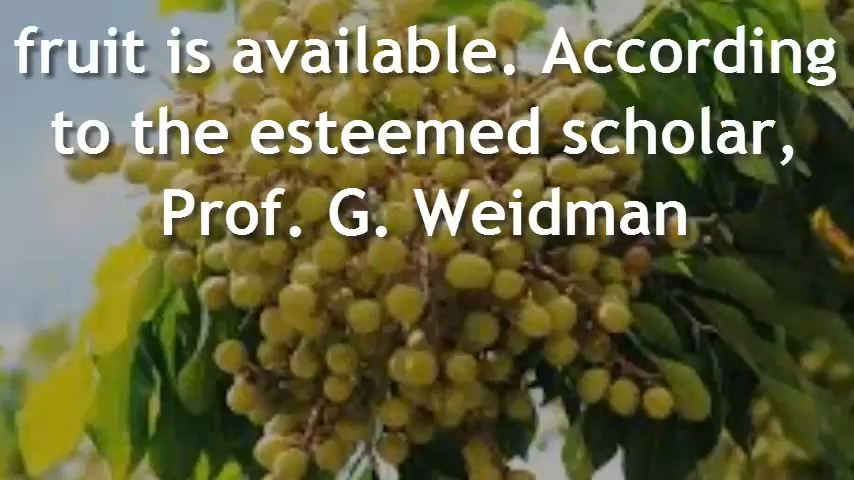 fruit is available. According
to the esteemed scholar,
Prof. G. Weidman